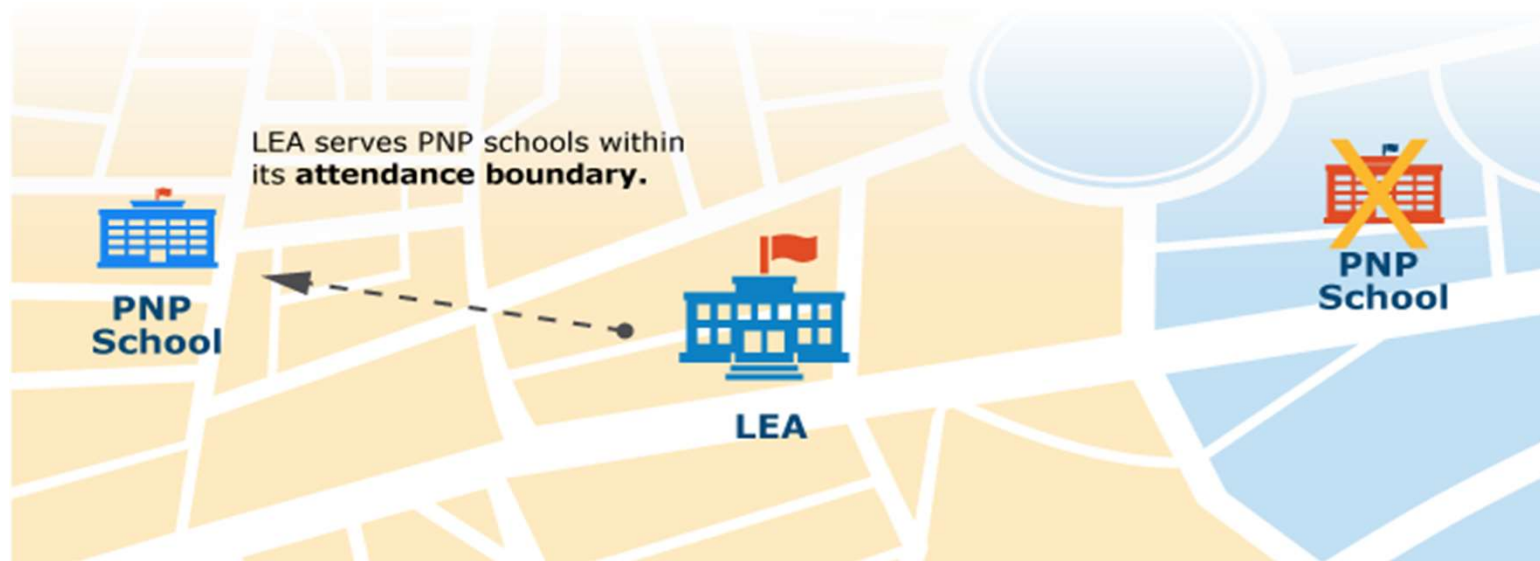 LEA serves PNP schools within
its attendance boundary.
PNP
School
LEA
PNP
School